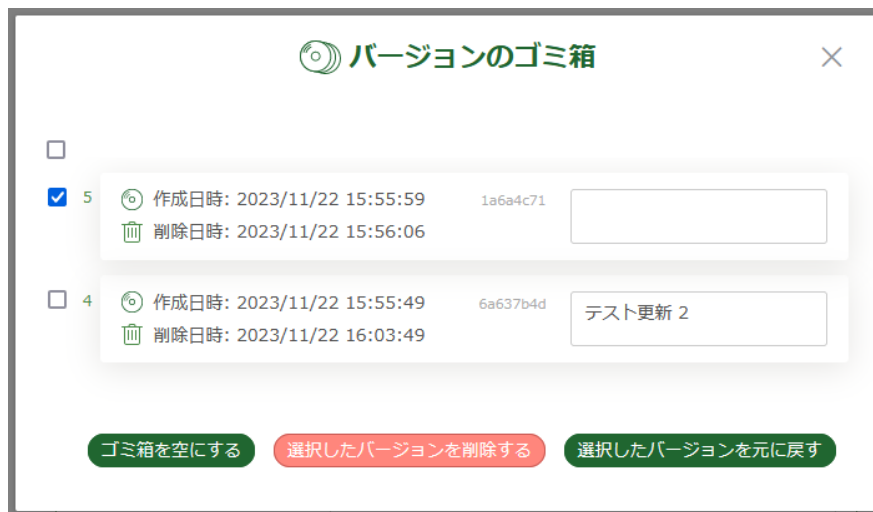 バージョンのゴミ箱
5 作成日時: 2023/11/22 15:55:59 1a6a4c71
削除日時: 2023/11/22 15:56:06
4 作成日時: 2023/11/22 15:55:49 6a637b4d テスト更新 2
削除日時: 2023/11/22 16:03:49
ゴミ箱を空にする 選択したバージョンを削除する 選択したバージョンを元に戻す